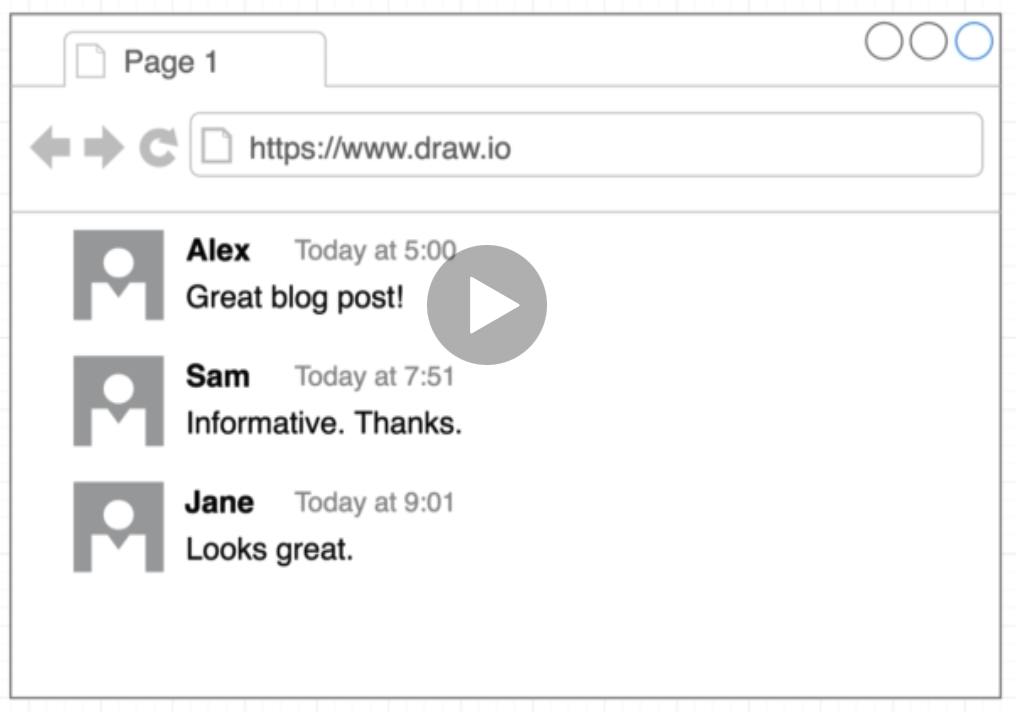 Page 1
https://www.draw.io
Alex Today at 5:00
Great blog post!
Sam Today at 7:51
Informative. Thanks.
Jane Today at 9:01
Looks great.